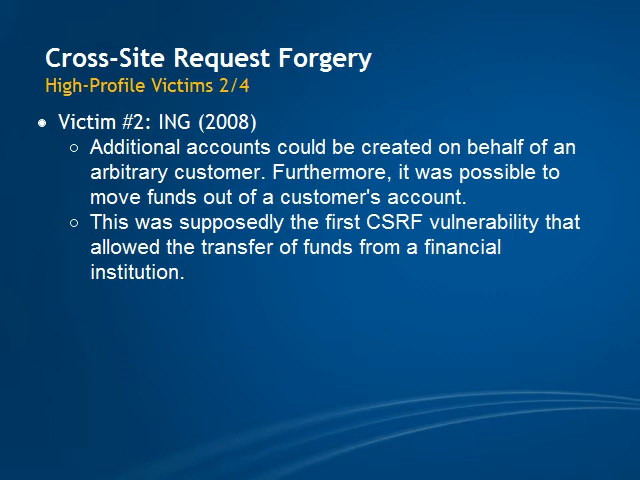 Cross-Site Request Forgery
High-Profile Victims 2/4
Victim #2: ING (2008)
Additional accounts could be created on behalf of an
arbitrary customer. Furthermore, it was possible to
move funds out of a customer's account.
This was supposedly the first CSRF vulnerability that
allowed the transfer of funds from a financial
institution.